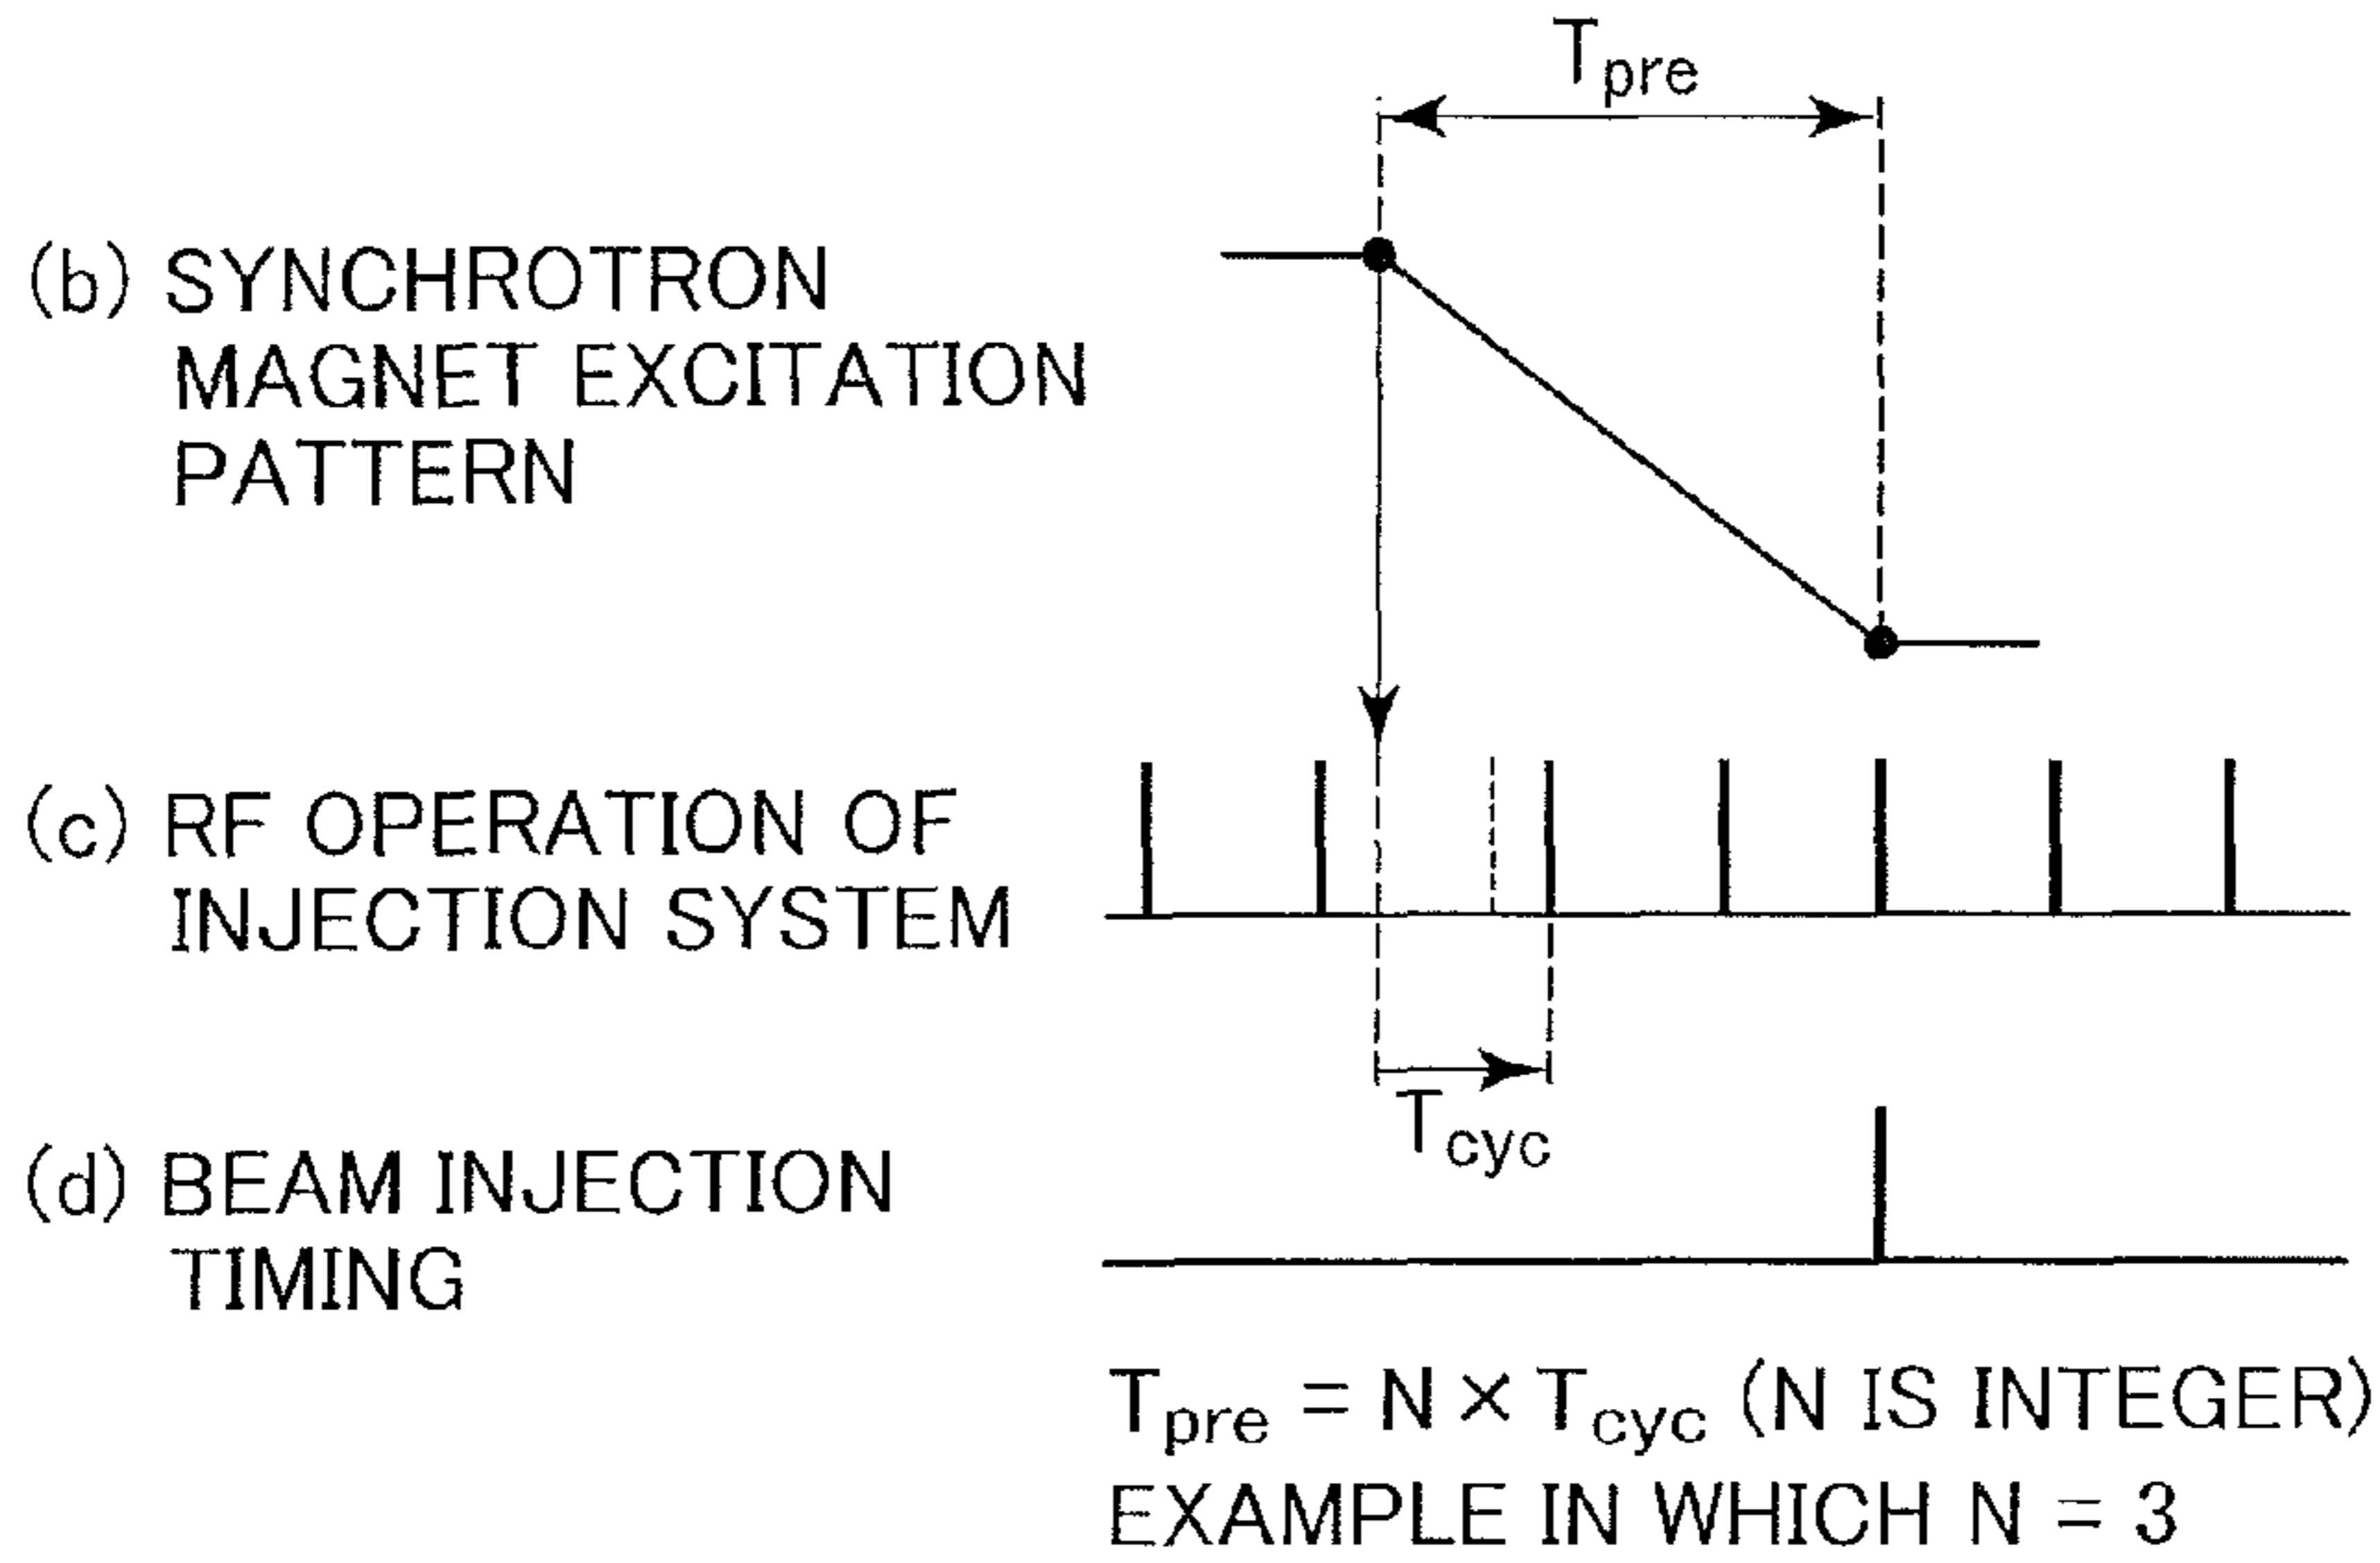 Tpre
(b) SYNCHROTRON
MAGNET EXCITATION
PATTERN
(c) RF OPERATION OF
INJECTION SYSTEM
Tcyc
(d) BEAM INJECTION
TIMING
Tpre = N × Tcyc (N IS INTEGER)
EXAMPLE IN WHICH N = 3